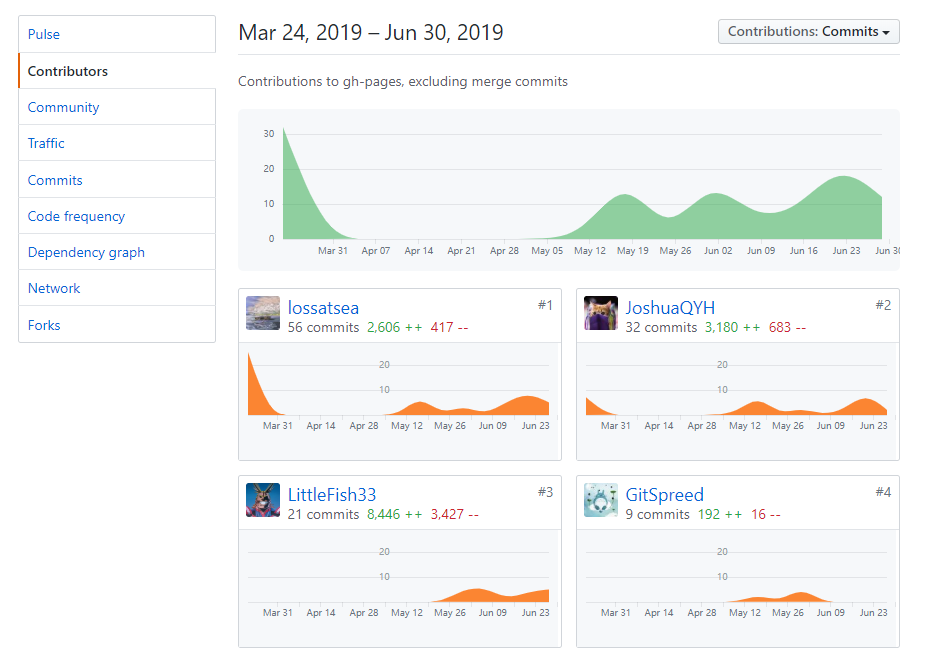 Pulse
Contributors
Community
Traffic
Commits
Code frequency
Dependency graph
Network
Forks
Mar 24, 2019 – Jun 30, 2019
Contributions: Commits
Contributions to gh-pages, excluding merge commits
30
20
10
0
Mar 31 Apr 07 Apr 14 Apr 21 Apr 28 May 05 May 12 May 19 May 26 Jun 02 Jun 09 Jun 16 Jun 23 Jun 30
lossatsea #1
56 commits 2,606 ++ 417 --
20
10
Mar 31 Apr 14 Apr 28 May 12 May 26 Jun 09 Jun 23
JoshuaQYH #2
32 commits 3,180 ++ 683 --
20
10
Mar 31 Apr 14 Apr 28 May 12 May 26 Jun 09 Jun 23
LittleFish33 #3
21 commits 8,446 ++ 3,427 --
20
10
Mar 31 Apr 14 Apr 28 May 12 May 26 Jun 09 Jun 23
GitSpreed #4
9 commits 192 ++ 16 --
20
10
Mar 31 Apr 14 Apr 28 May 12 May 26 Jun 09 Jun 23